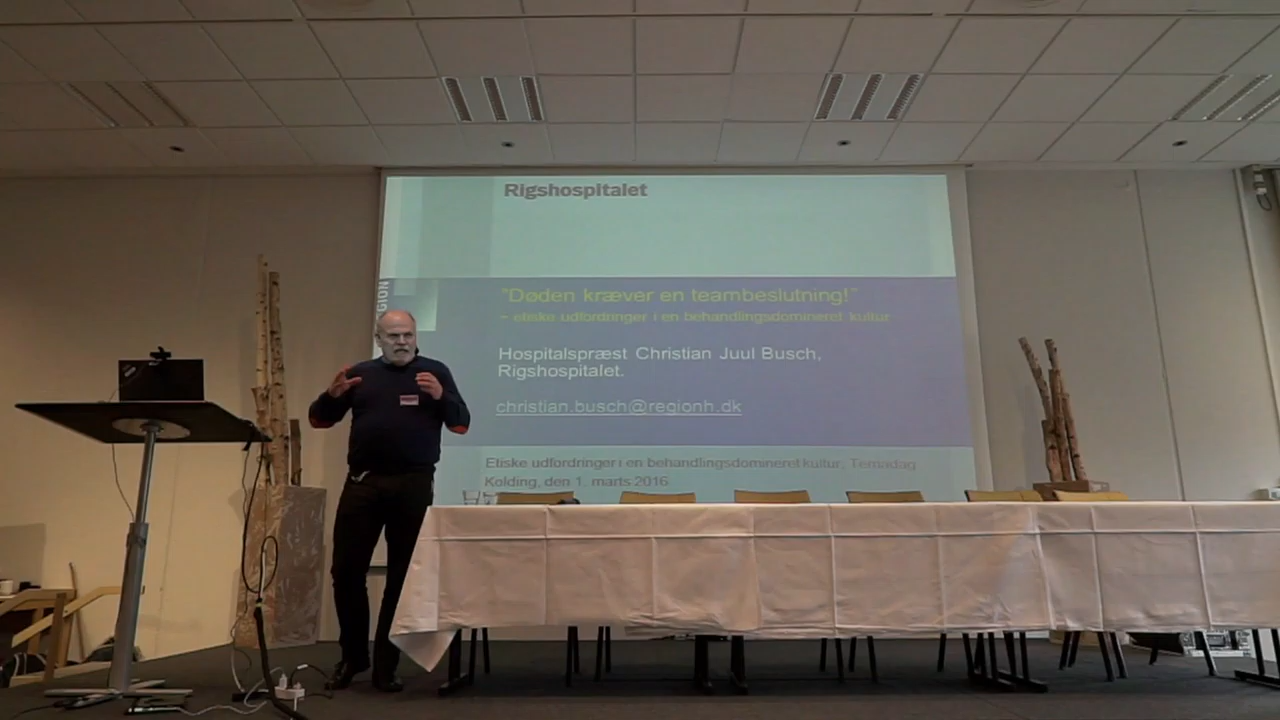 Rigshospitalet
GION
"Døden kræver en teambeslutning!"
– etiske udfordringer i en behandlingsdomineret kultur
Hospitalspræst Christian Juul Busch,
Rigshospitalet.
christian.busch@regionh.dk
Etiske udfordringer i en behandlingsdomineret kultur, Temadag
Kolding, den 1. marts 2016